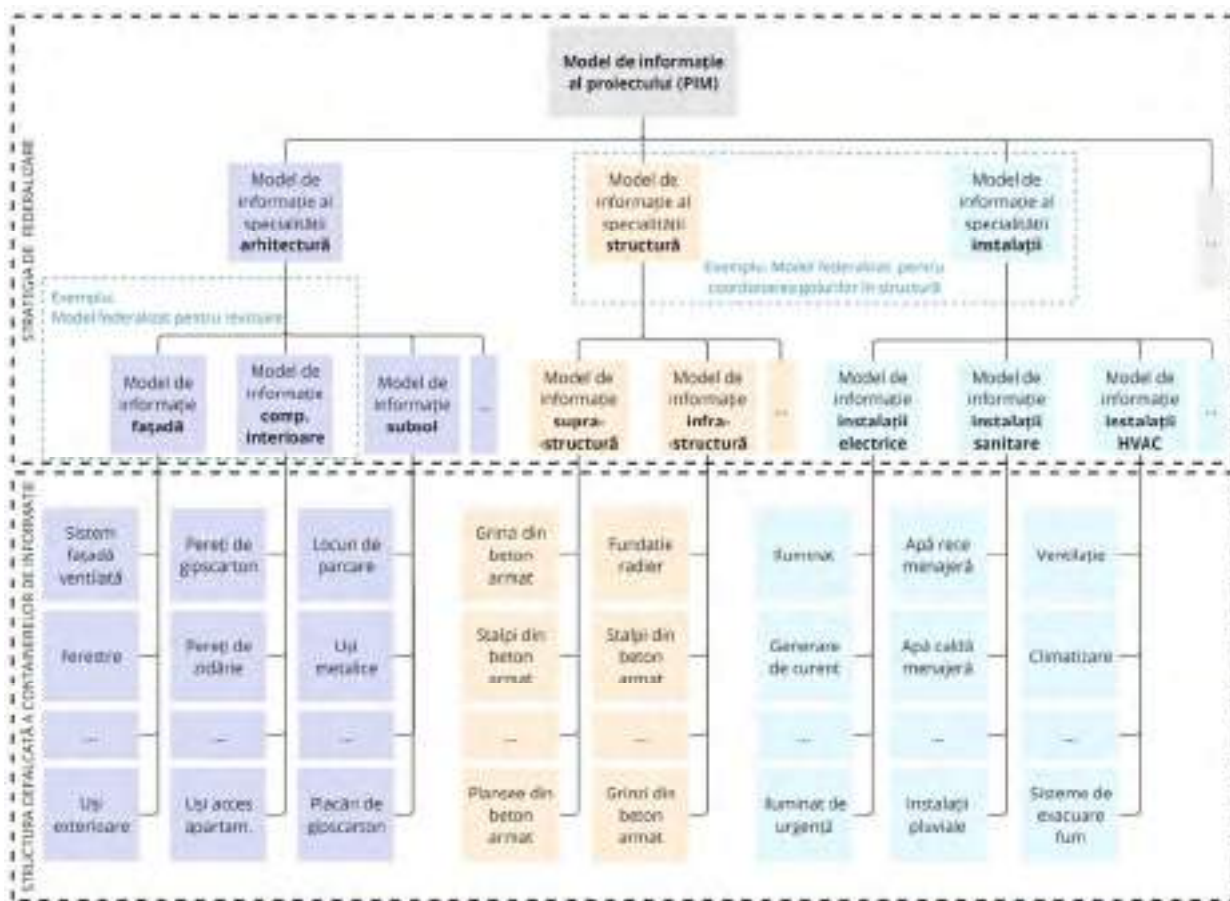 Model de informație
al proiectului (PIM)
STRATEGIA DE FEDERALIZARE
Model de
informație al
specialității
arhitectură
Model de
informație al
specialității
structură
Model de
informație al
specialității
instalații
...
Exemplu: Model federalizat pentru
coordonarea golurilor în structură
Exemplu:
Model federalizat pentru revizuire
Model de
informație
fașadă
Model de
informație
comp.
interioare
Model de
informație
subsol
...
Model de
informație
supra-
-structură
Model de
informație
infra-
-structură
...
Model de
informație
instalații
electrice
Model de
informație
instalații
sanitare
Model de
informație
instalații
HVAC
...
STRUCTURA DEFALCATĂ A CONTAINERELOR DE INFORMAȚIE
Sistem
fașadă
ventilată
Pereți de
gipscarton
Locuri de
parcare
Grinzi din
beton
armat
Fundatie
radier
Iluminat
Apă rece
menajeră
Ventilație
Ferestre
Pereți de
zidărie
Uși
metalice
Stalpi din
beton
armat
Stalpi din
beton
armat
Generare
de curent
Apă caldă
menajeră
Climatizare
...
...
...
...
...
...
...
...
Uși
exterioare
Uși acces
apartam.
Placări de
gipscarton
Plansee din
beton
armat
Grinzi din
beton
armat
Iluminat de
urgență
Instalații
pluviale
Sisteme de
evacuare
fum